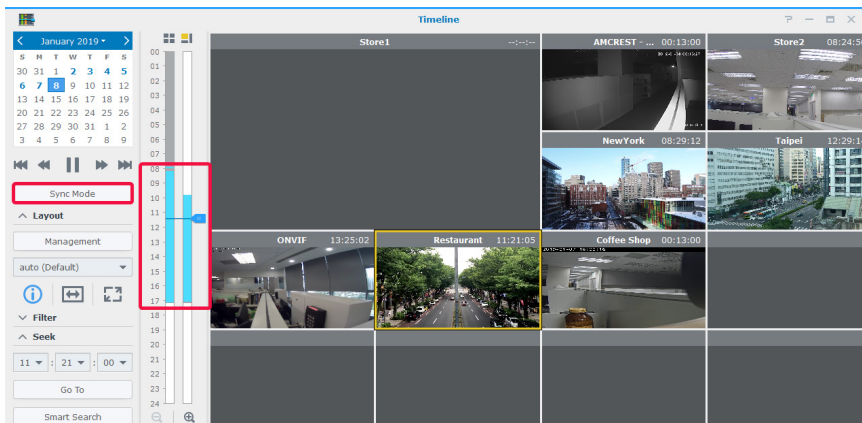 Timeline
January 2019
S M T W T F S
30 31 1 2 3 4 5
6 7 8 9 10 11 12
13 14 15 16 17 18 19
20 21 22 23 24 25 26
27 28 29 30 31 1 2
3 4 5 6 7 8 9
Sync Mode
Layout
Management
auto (Default)
Filter
Seek
11 : 21 : 00
Go To
Smart Search
00
01
02
03
04
05
06
07
08
09
10
11
12
13
14
15
16
17
18
19
20
21
22
23
24
Store1 --:--:--
AMCREST - ... 00:13:00
Store2 08:24:50
NewYork 08:29:12
Taipei 12:29:1
ONVIF 13:25:02
Restaurant 11:21:05
Coffee Shop 00:13:00